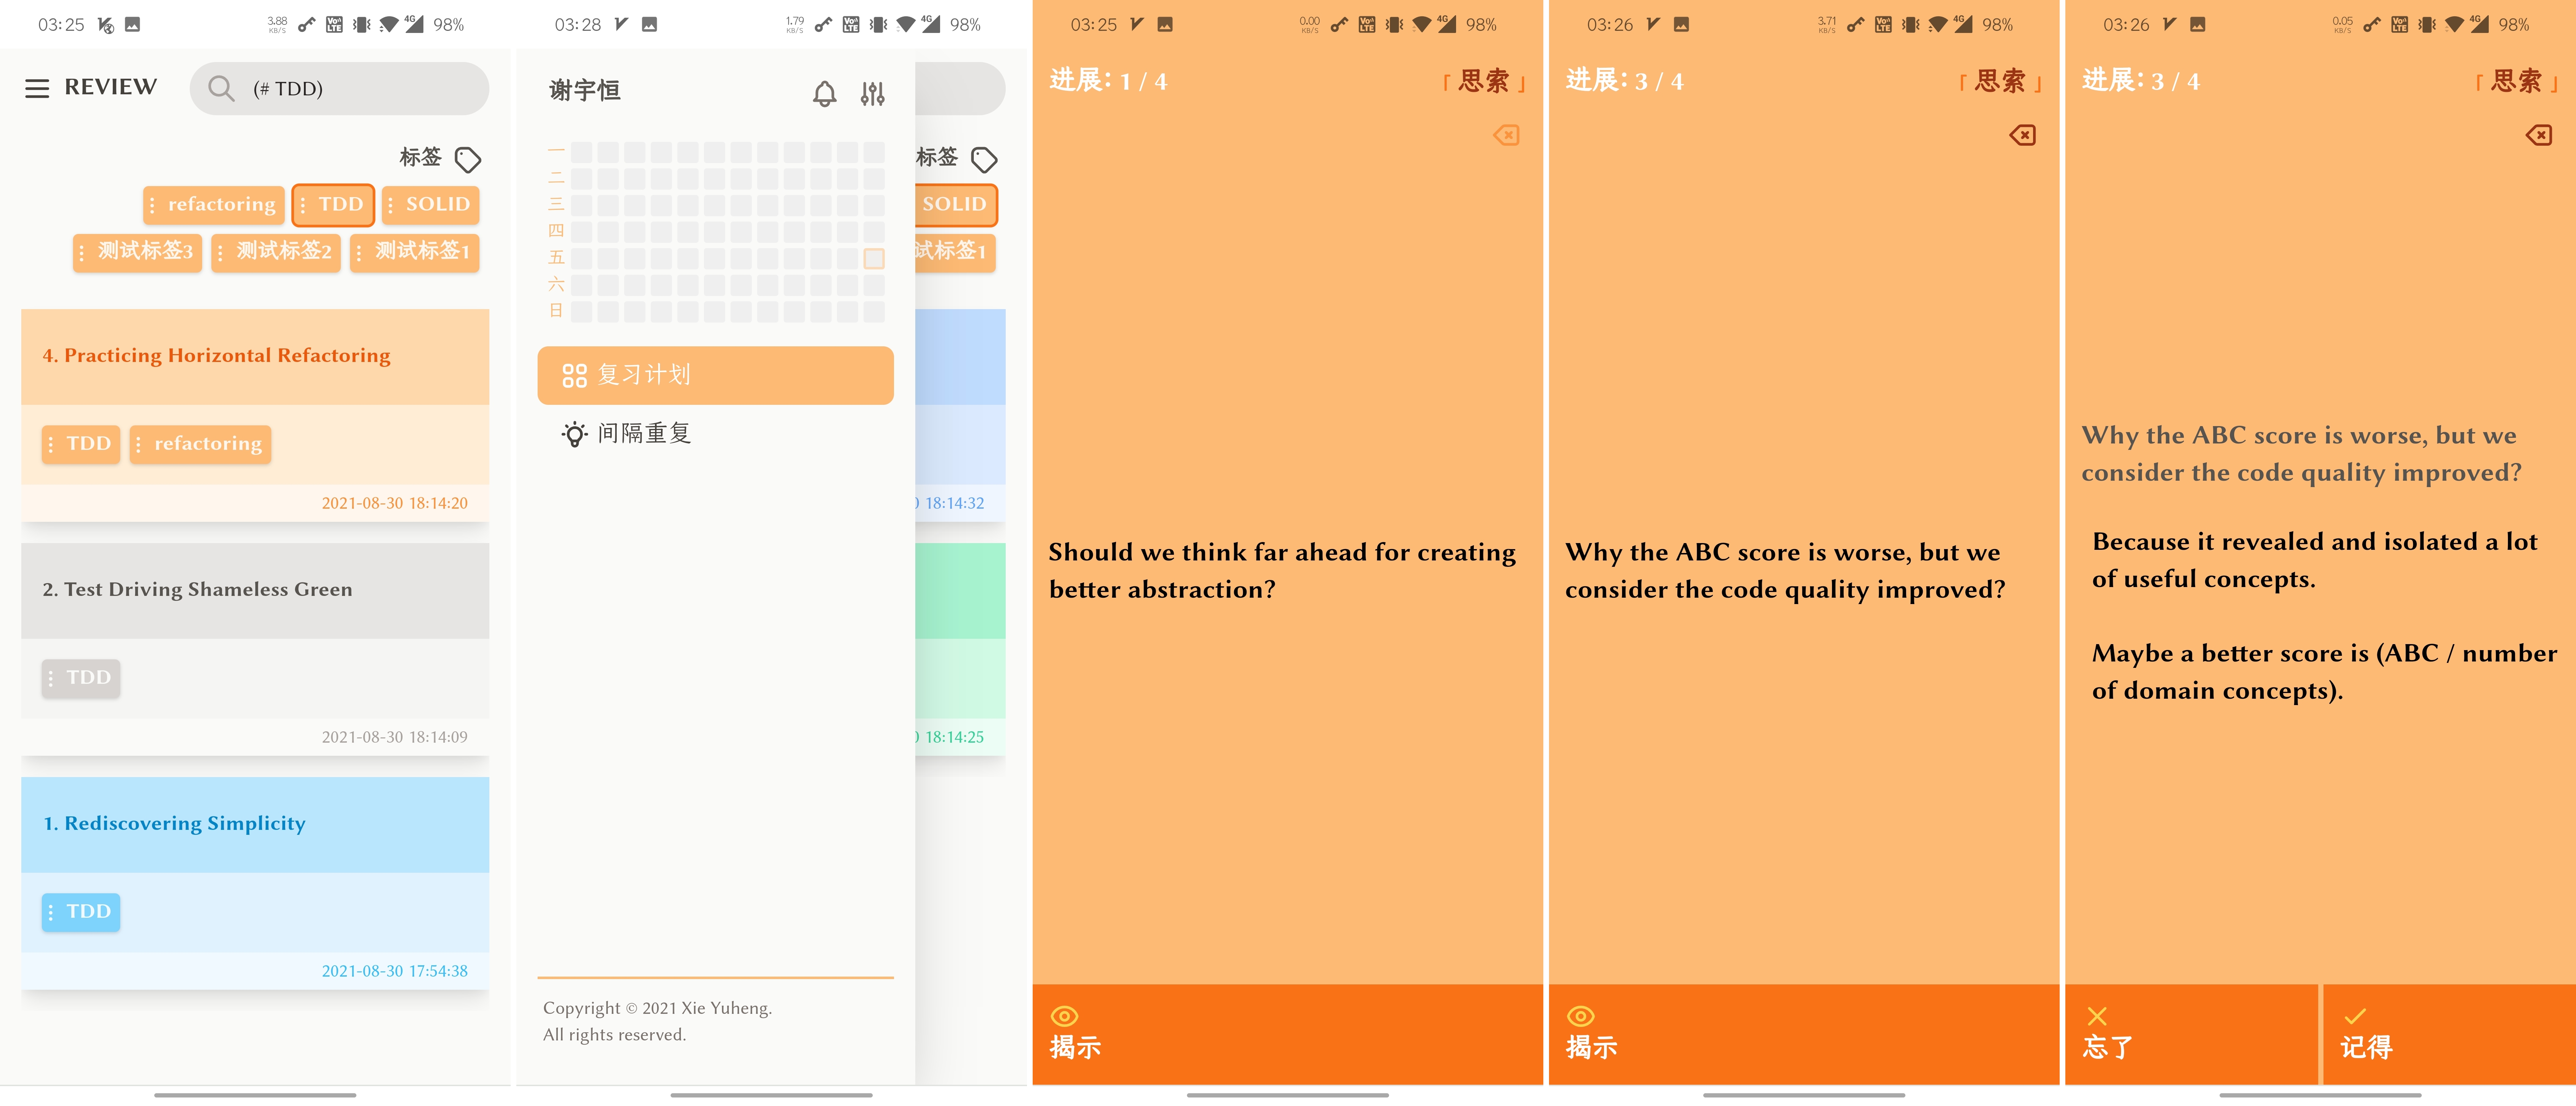 03:25
3.88
KB/S
VoLTE
4G
98%
REVIEW
(# TDD)
标签
refactoring
TDD
SOLID
测试标签3
测试标签2
测试标签1
4. Practicing Horizontal Refactoring
TDD
refactoring
2021-08-30 18:14:20
2. Test Driving Shameless Green
TDD
2021-08-30 18:14:09
1. Rediscovering Simplicity
TDD
2021-08-30 17:54:38
03:28
1.79
KB/S
VoLTE
4G
98%
谢宇恒
一
二
三
四
五
六
日
复习计划
间隔重复
Copyright © 2021 Xie Yuheng.
All rights reserved.
标签
SOLID
试标签1
18:14:32
18:14:25
03:25
0.00
KB/S
VoLTE
4G
98%
进展: 1 / 4
「思索」
Should we think far ahead for creating
better abstraction?
揭示
03:26
3.71
KB/S
VoLTE
4G
98%
进展: 3 / 4
「思索」
Why the ABC score is worse, but we
consider the code quality improved?
揭示
03:26
0.05
KB/S
VoLTE
4G
98%
进展: 3 / 4
「思索」
Why the ABC score is worse, but we
consider the code quality improved?
Because it revealed and isolated a lot
of useful concepts.
Maybe a better score is (ABC / number
of domain concepts).
忘了
记得